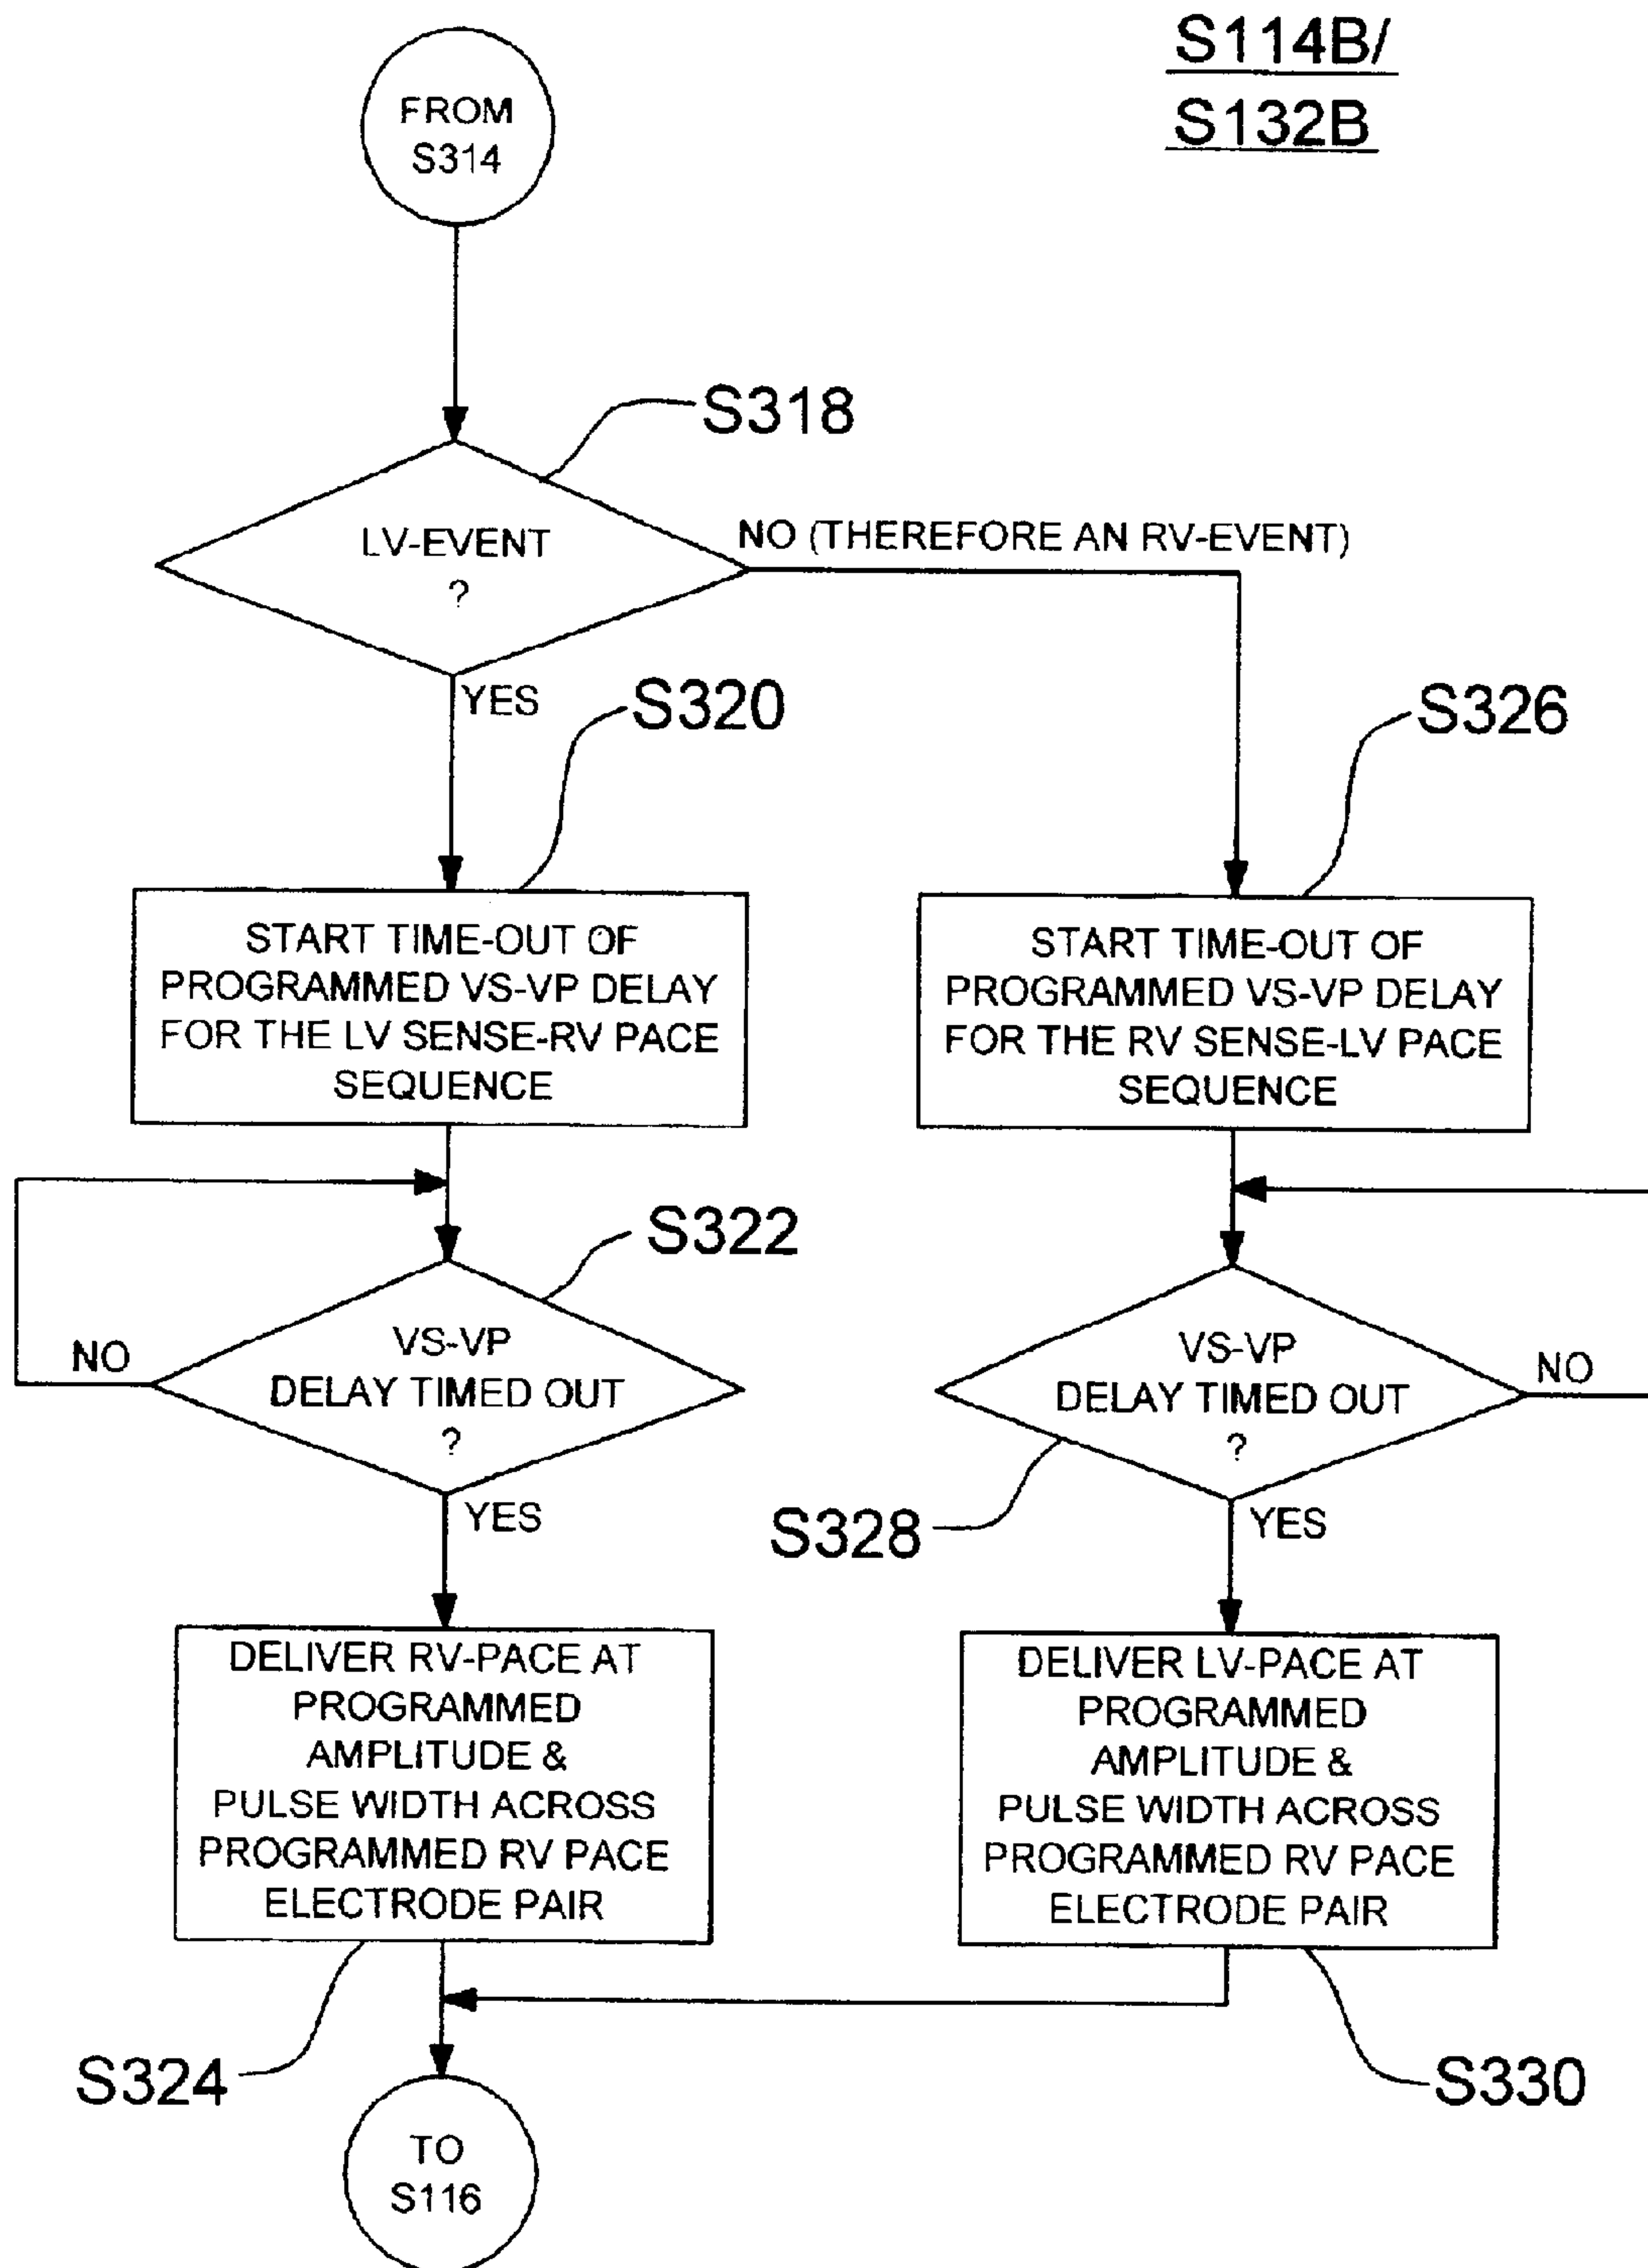 S114B/
S132B
FROM
S314
S318
LV-EVENT
?
NO (THEREFORE AN RV-EVENT)
YES
S320
S326
START TIME-OUT OF
PROGRAMMED VS-VP DELAY
FOR THE LV SENSE-RV PACE
SEQUENCE
START TIME-OUT OF
PROGRAMMED VS-VP DELAY
FOR THE RV SENSE-LV PACE
SEQUENCE
S322
VS-VP
DELAY TIMED OUT
?
NO
YES
VS-VP
DELAY TIMED OUT
?
NO
S328
YES
DELIVER RV-PACE AT
PROGRAMMED
AMPLITUDE &
PULSE WIDTH ACROSS
PROGRAMMED RV PACE
ELECTRODE PAIR
DELIVER LV-PACE AT
PROGRAMMED
AMPLITUDE &
PULSE WIDTH ACROSS
PROGRAMMED RV PACE
ELECTRODE PAIR
S324
S330
TO
S116